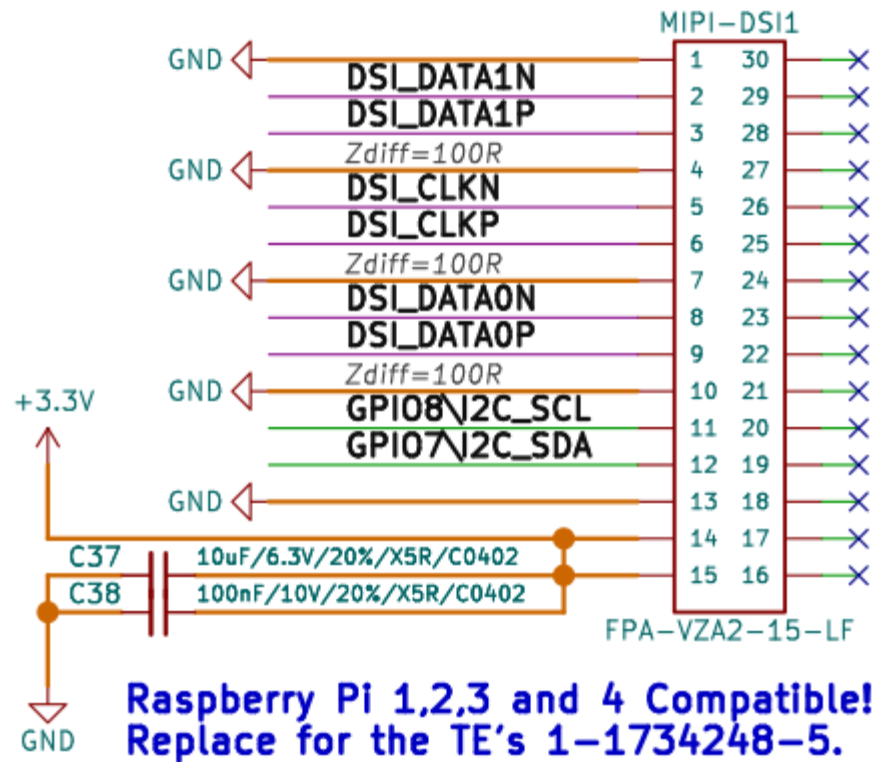 MIPI-DSI1
GND 1 30
DSI_DATA1N
2 29
DSI_DATA1P
3 28
Zdiff=100R
GND 4 27
DSI_CLKN
5 26
DSI_CLKP
6 25
Zdiff=100R
GND 7 24
DSI_DATA0N
8 23
DSI_DATA0P
9 22
Zdiff=100R
GND 10 21
+3.3V
GPIO8\I2C_SCL
11 20
GPIO7\I2C_SDA
12 19
GND 13 18
14 17
C37 10uF/6.3V/20%/X5R/C0402
15 16
C38 100nF/10V/20%/X5R/C0402
FPA-VZA2-15-LF
GND
Raspberry Pi 1,2,3 and 4 Compatible!
Replace for the TE's 1-1734248-5.